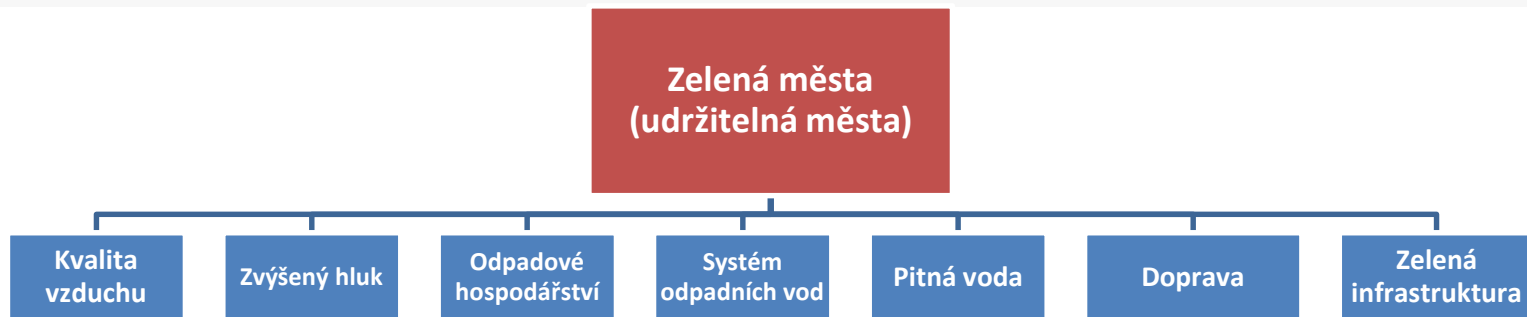 Zelená města
(udržitelná města)
Kvalita
vzduchu
Zvýšený hluk
Odpadové
hospodářství
Systém
odpadních vod
Pitná voda
Doprava
Zelená
infrastruktura